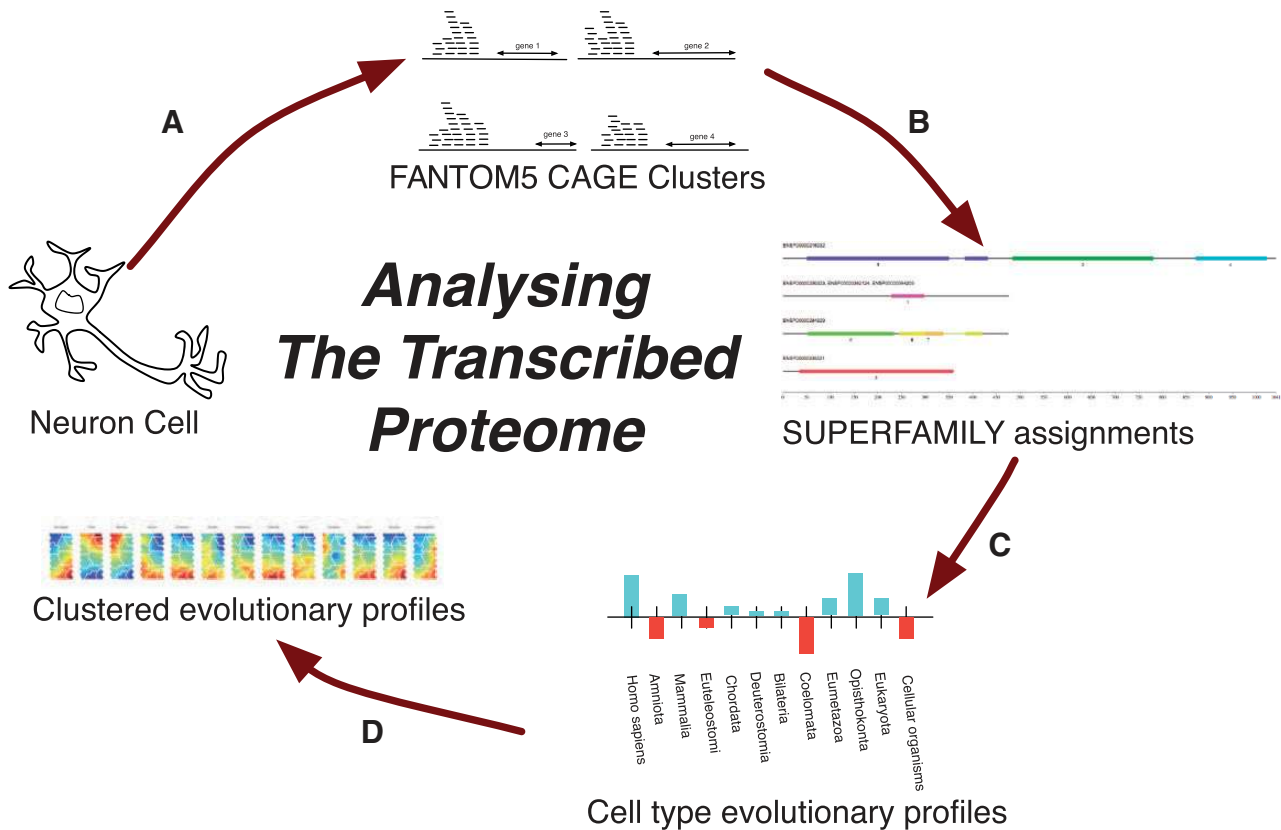 gene 1
gene 2
A
B
gene 3
gene 4
FANTOM5 CAGE Clusters
Analysing
The Transcribed
Proteome
Neuron Cell
SUPERFAMILY assignments
C
Clustered evolutionary profiles
Homo sapiens
Amniota
Mammalia
Euteleostomi
Chordata
Deuterostomia
Bilateria
Coelomata
Eumetazoa
Opisthokonta
Eukaryota
Cellular organisms
D
Cell type evolutionary profiles